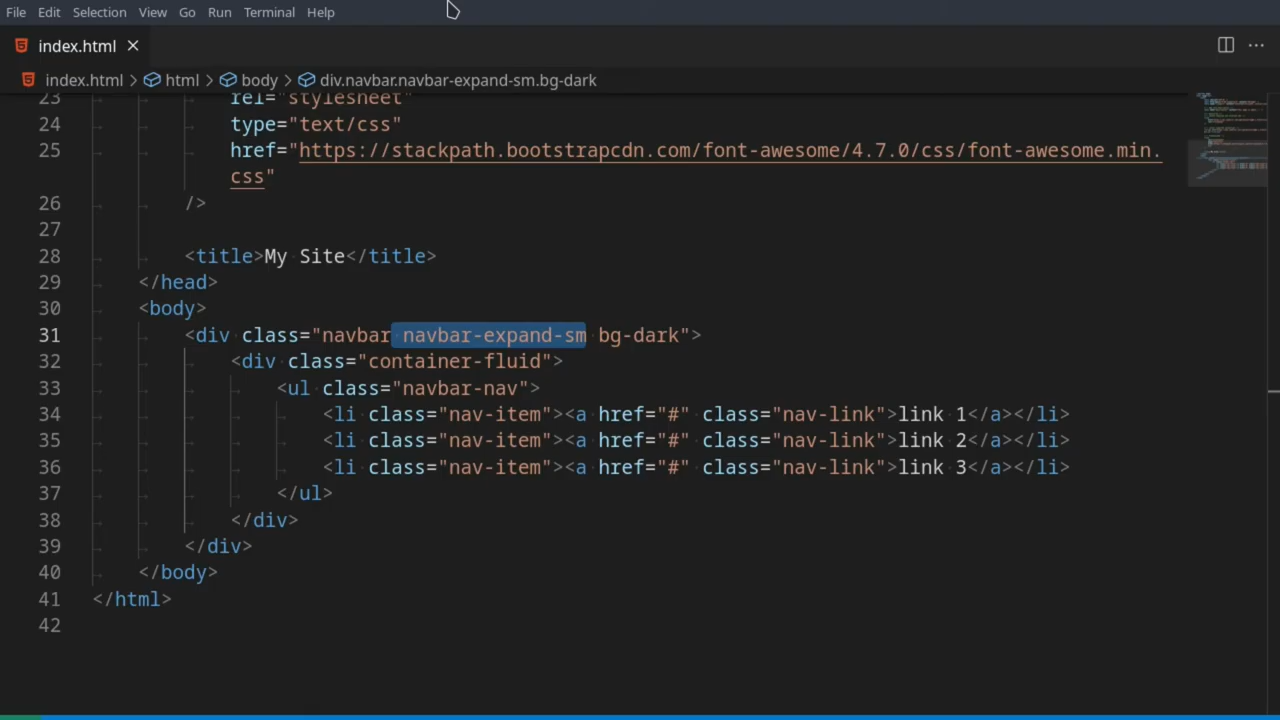 File Edit Selection View Go Run Terminal Help
index.html
index.html > html > body > div.navbar.navbar-expand-sm.bg-dark
23 rel="stylesheet"
24 type="text/css"
25 href="https://stackpath.bootstrapcdn.com/font-awesome/4.7.0/css/font-awesome.min.
css"
26 />
27
28 <title>My Site</title>
29 </head>
30 <body>
31 <div class="navbar navbar-expand-sm bg-dark">
32 <div class="container-fluid">
33 <ul class="navbar-nav">
34 <li class="nav-item"><a href="#" class="nav-link">link 1</a></li>
35 <li class="nav-item"><a href="#" class="nav-link">link 2</a></li>
36 <li class="nav-item"><a href="#" class="nav-link">link 3</a></li>
37 </ul>
38 </div>
39 </div>
40 </body>
41 </html>
42